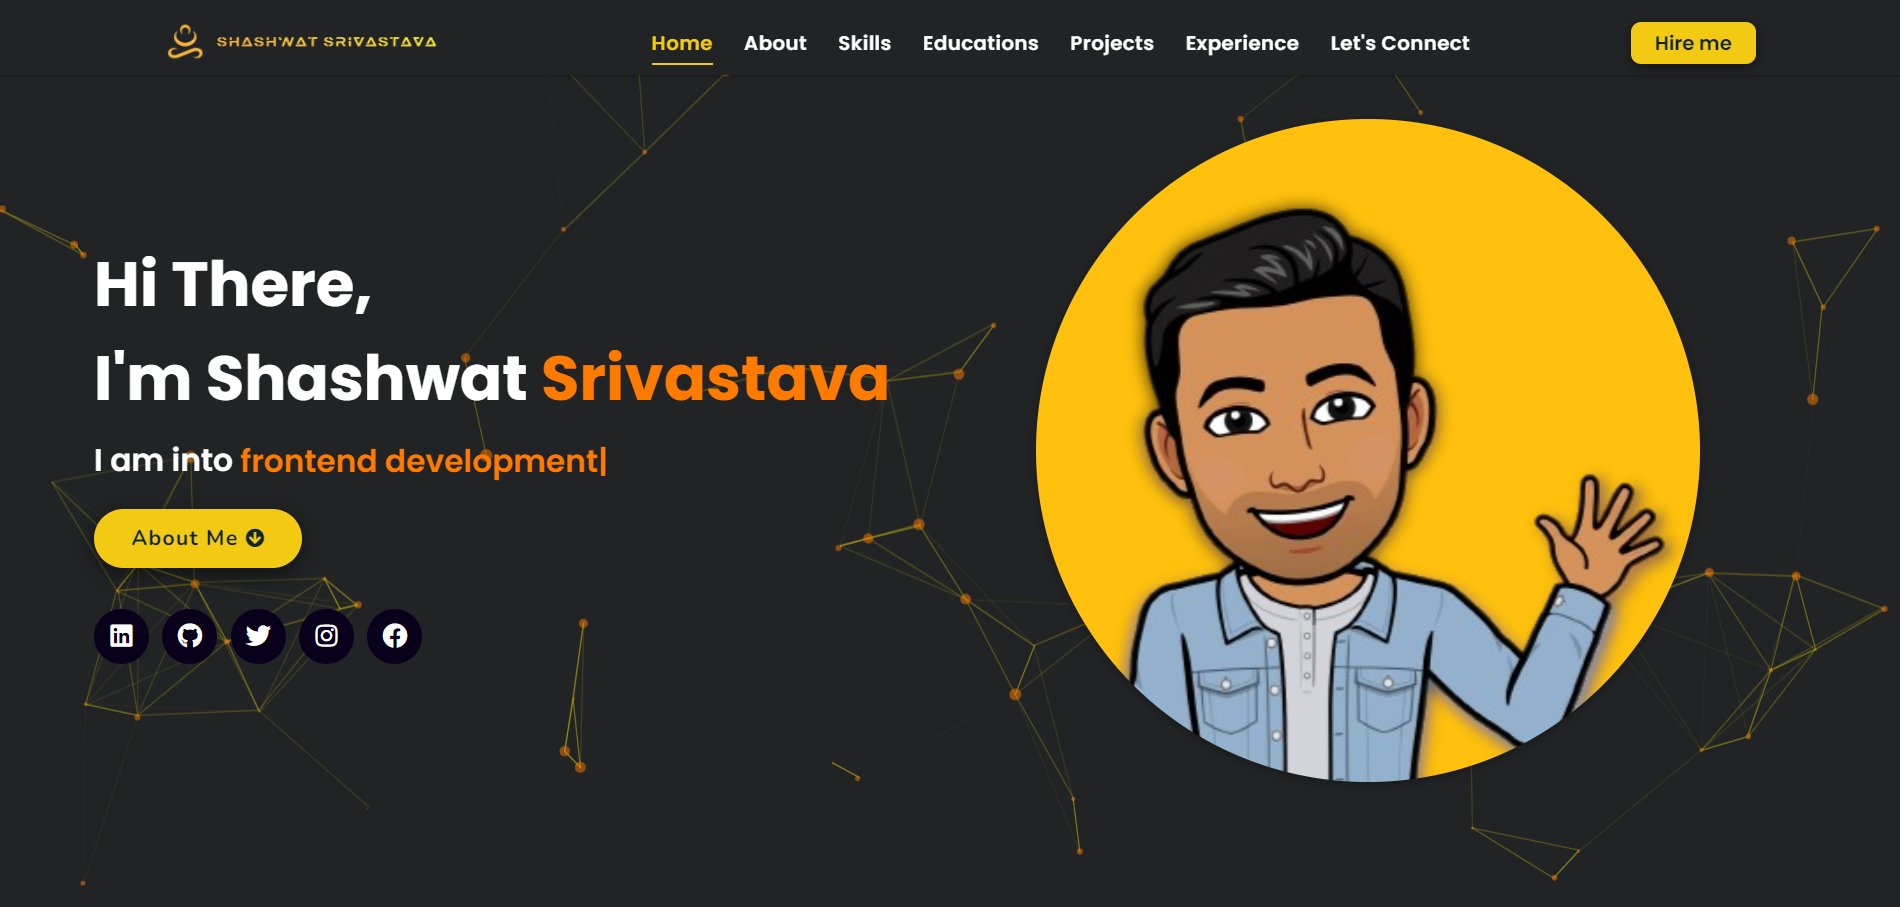 SHASHWAT SRIVASTAVA
Home About Skills Educations Projects Experience Let's Connect
Hire me
Hi There,
I'm Shashwat Srivastava
I am into frontend development|
About Me